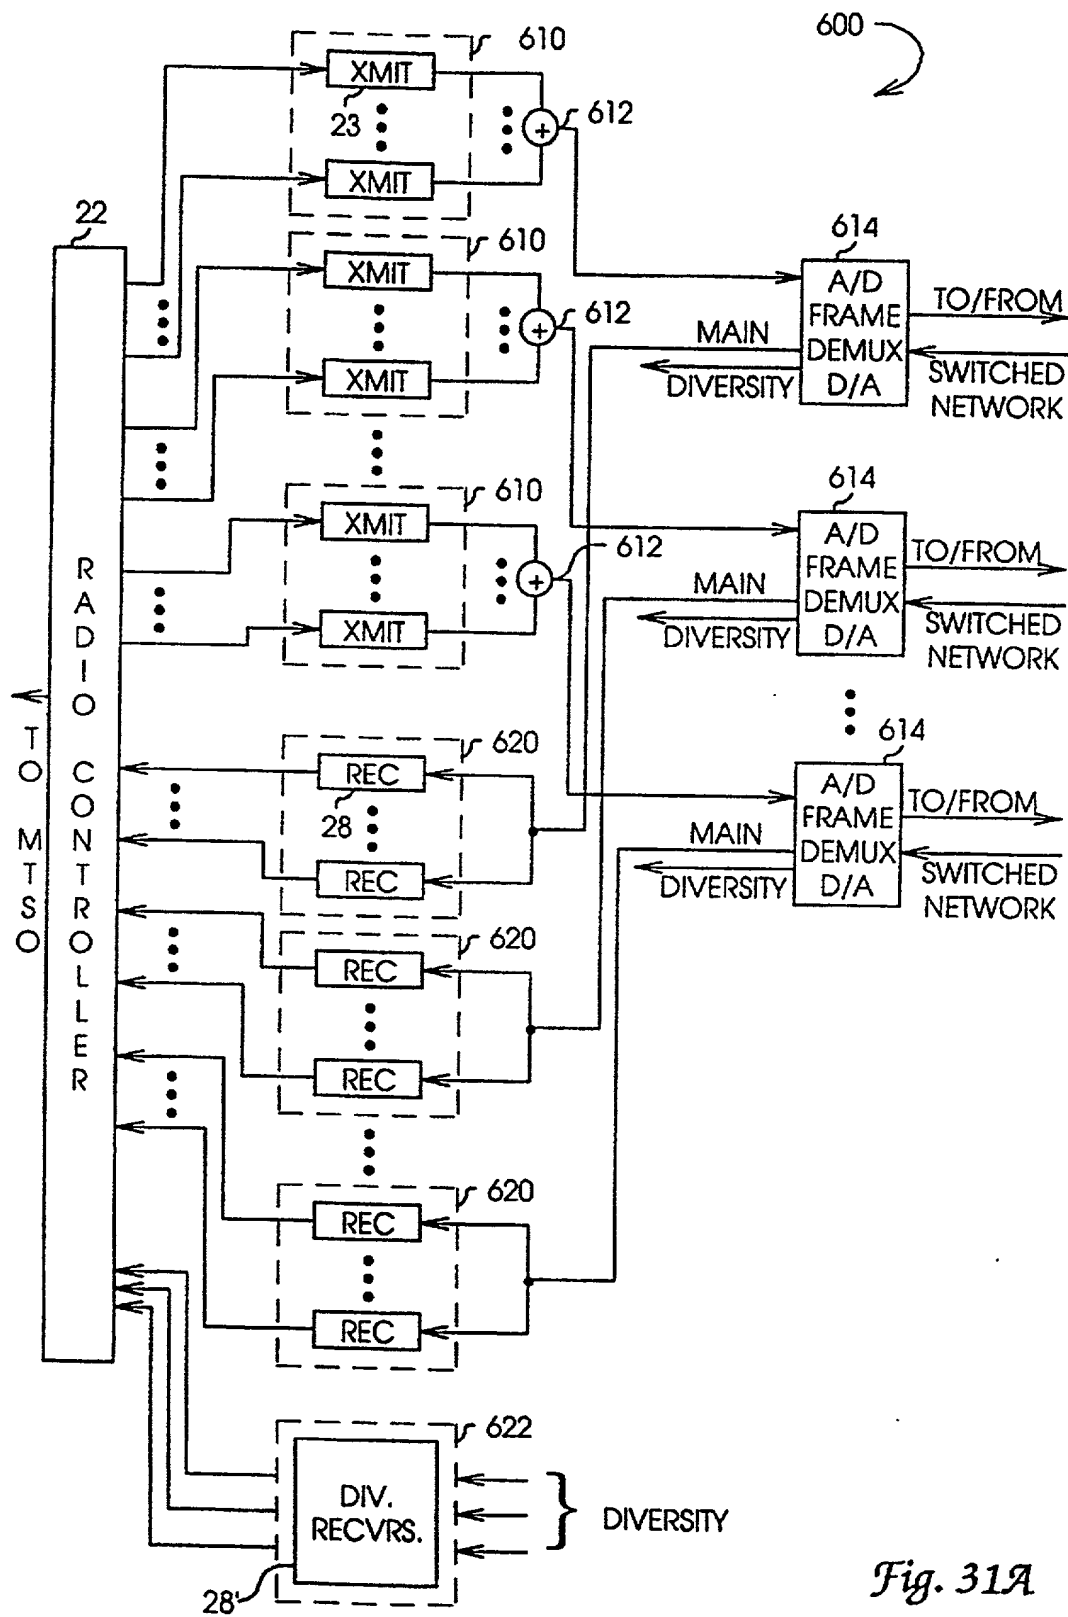 600
610
XMIT
23
612
XMIT
22
610
XMIT
612
XMIT
614
A/D
FRAME
DEMUX
D/A
TO/FROM
SWITCHED
NETWORK
MAIN
DIVERSITY
610
XMIT
612
XMIT
614
A/D
FRAME
DEMUX
D/A
TO/FROM
SWITCHED
NETWORK
MAIN
DIVERSITY
RADIO CONTROLLER
TO MTSO
620
REC
28
REC
614
A/D
FRAME
DEMUX
D/A
TO/FROM
SWITCHED
NETWORK
MAIN
DIVERSITY
620
REC
REC
620
REC
REC
622
DIV.
RECVRS.
28'
DIVERSITY
Fig. 31A